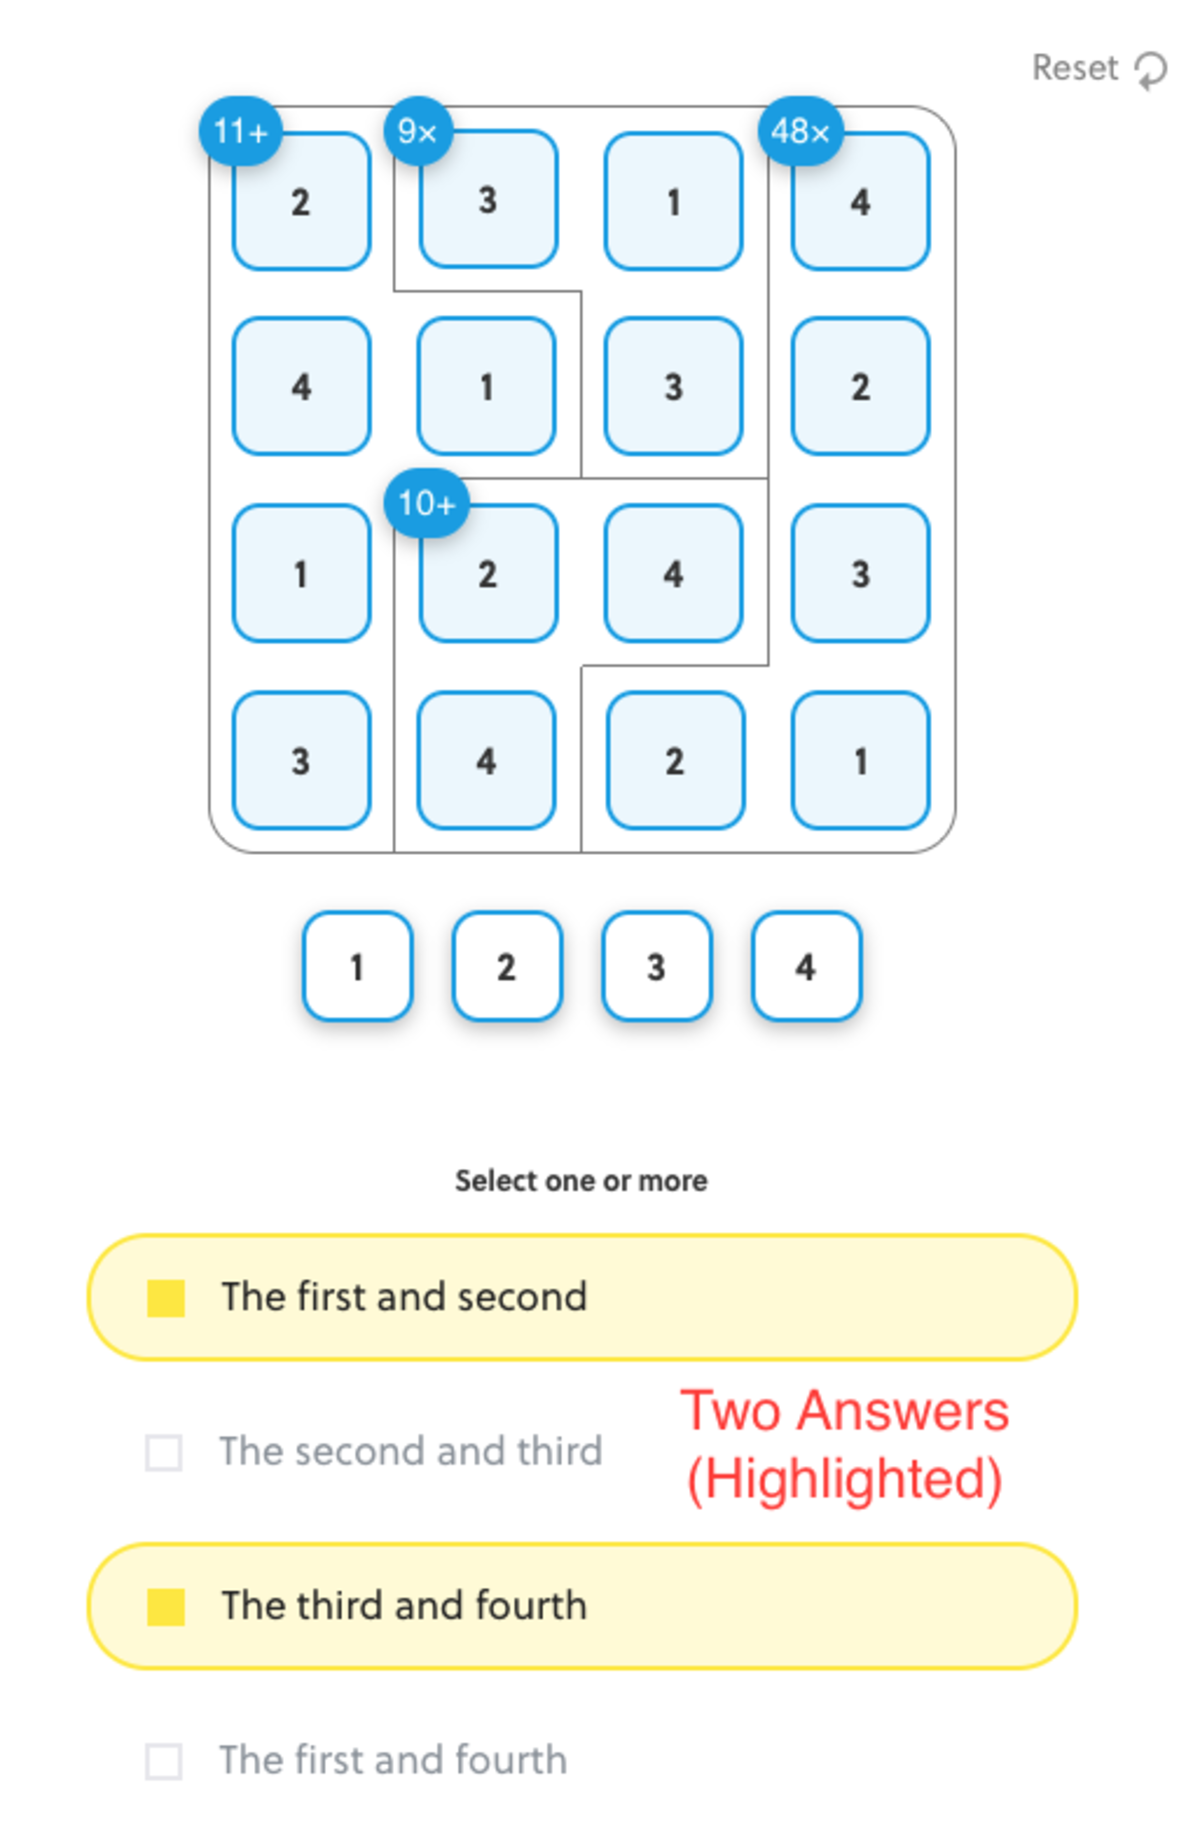 Reset
11+ 9× 48×
2 3 1 4
4 1 3 2
10+
1 2 4 3
3 4 2 1
1 2 3 4
Select one or more
The first and second
Two Answers
The second and third
(Highlighted)
The third and fourth
The first and fourth